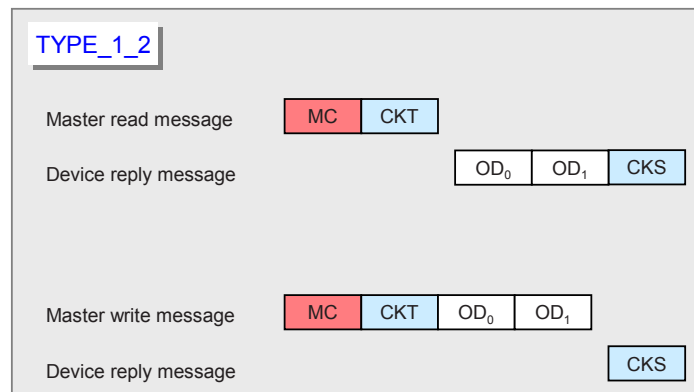 TYPE_1_2
Master read message MC CKT
Device reply message OD₀ OD₁ CKS
Master write message MC CKT OD₀ OD₁
Device reply message CKS